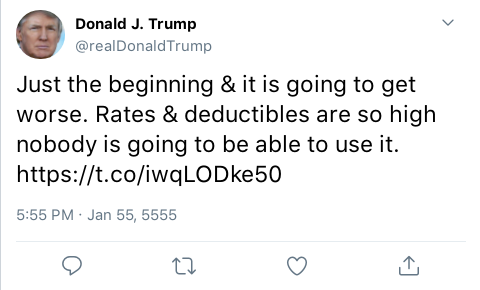 Donald J. Trump
@realDonaldTrump
Just the beginning & it is going to get
worse. Rates & deductibles are so high
nobody is going to be able to use it.
https://t.co/iwqLODke50
5:55 PM · Jan 55, 5555